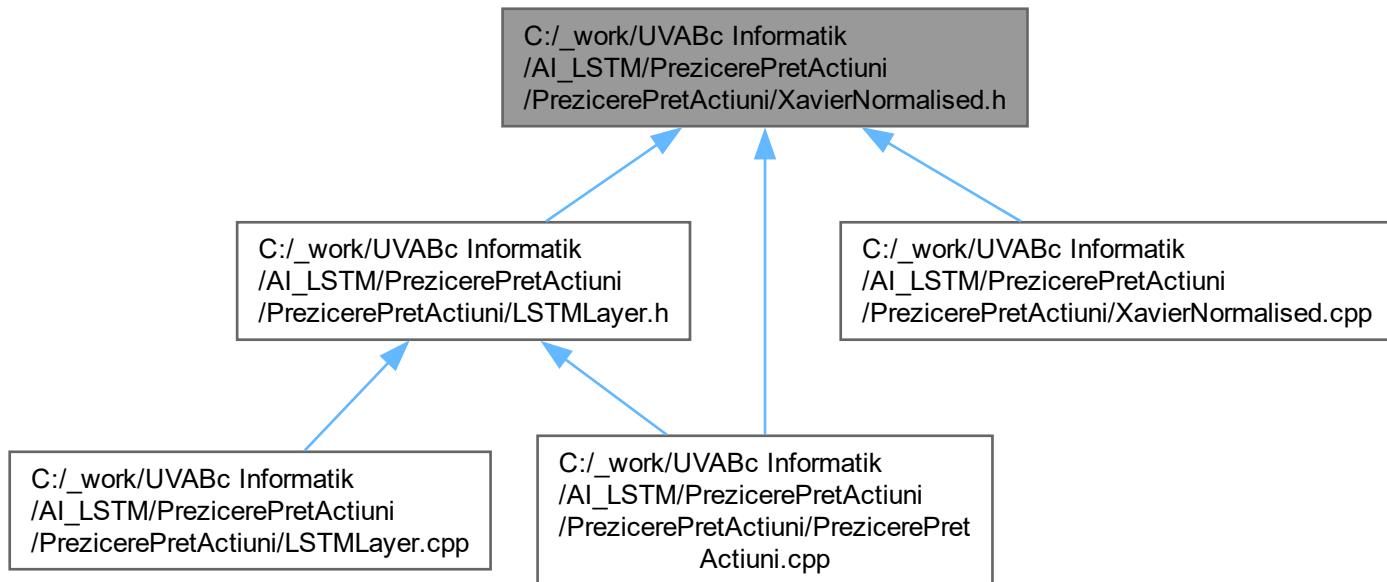 C:/_work/UVABc Informatik
/AI_LSTM/PrezicerePretActiuni
/PrezicerePretActiuni/XavierNormalised.h
C:/_work/UVABc Informatik
/AI_LSTM/PrezicerePretActiuni
/PrezicerePretActiuni/LSTMLayer.h
C:/_work/UVABc Informatik
/AI_LSTM/PrezicerePretActiuni
/PrezicerePretActiuni/XavierNormalised.cpp
C:/_work/UVABc Informatik
/AI_LSTM/PrezicerePretActiuni
/PrezicerePretActiuni/LSTMLayer.cpp
C:/_work/UVABc Informatik
/AI_LSTM/PrezicerePretActiuni
/PrezicerePretActiuni/PrezicerePret
Actiuni.cpp